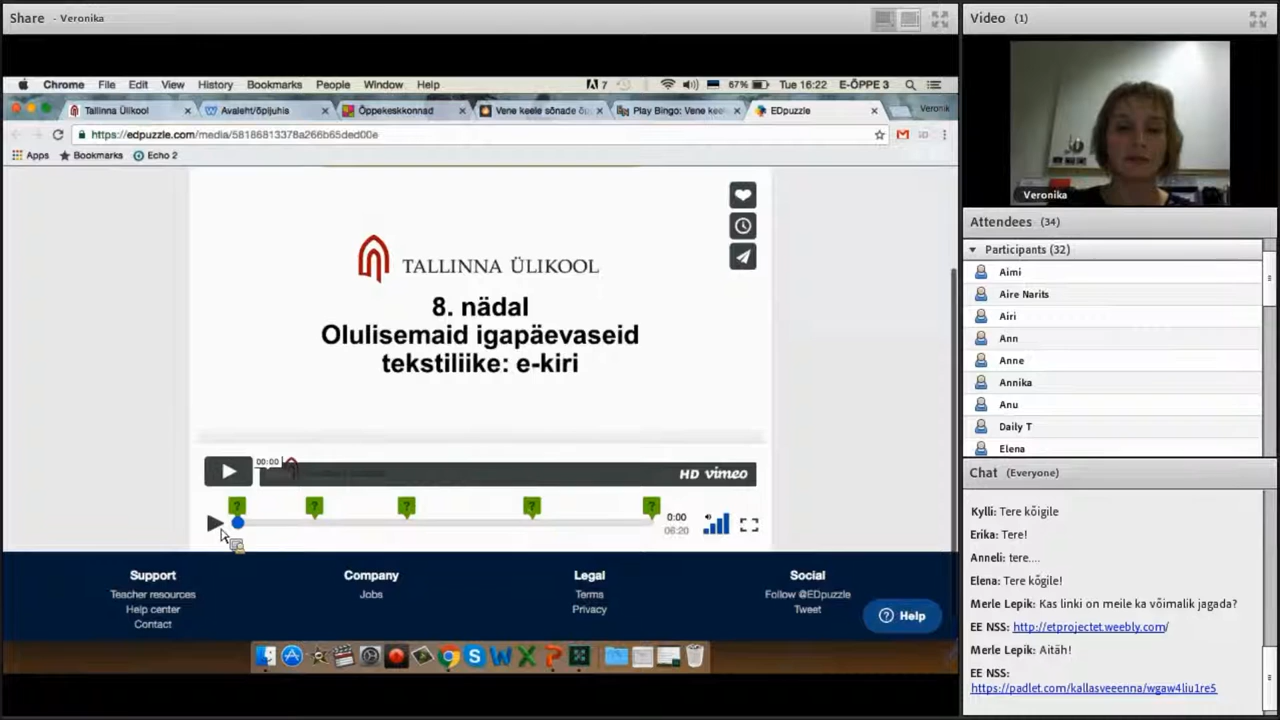 Share - Veronika
Chrome File Edit View History Bookmarks People Window Help
7 67% Tue 16:22 E-ÕPPE 3
Tallinna Ülikool
Avaleht/õpijuhis
Õppekeskkonnad
Vene keele sõnade õ
Play Bingo: Vene kee
EDpuzzle
Veronik
https://edpuzzle.com/media/58186813378a266b65ded00e
Apps Bookmarks Echo 2
TALLINNA ÜLIKOOL
8. nädal
Olulisemaid igapäevaseid
tekstiliike: e-kiri
00:00
HD vimeo
? ? ? ? ?
0:00
06:20
Support
Teacher resources
Help center
Contact
Company
Jobs
Legal
Terms
Privacy
Social
Follow @EDpuzzle
Tweet
Help
Video (1)
Veronika
Attendees (34)
Participants (32)
Aimi
Aire Narits
Airi
Ann
Anne
Annika
Anu
Daily T
Elena
Chat (Everyone)
Kylli: Tere kõigile
Erika: Tere!
Anneli: tere....
Elena: Tere kõgile!
Merle Lepik: Kas linki on meile ka võimalik jagada?
EE NSS: http://etprojectet.weebly.com/
Merle Lepik: Aitäh!
EE NSS:
https://padlet.com/kallasveeenna/wgaw4liu1re5